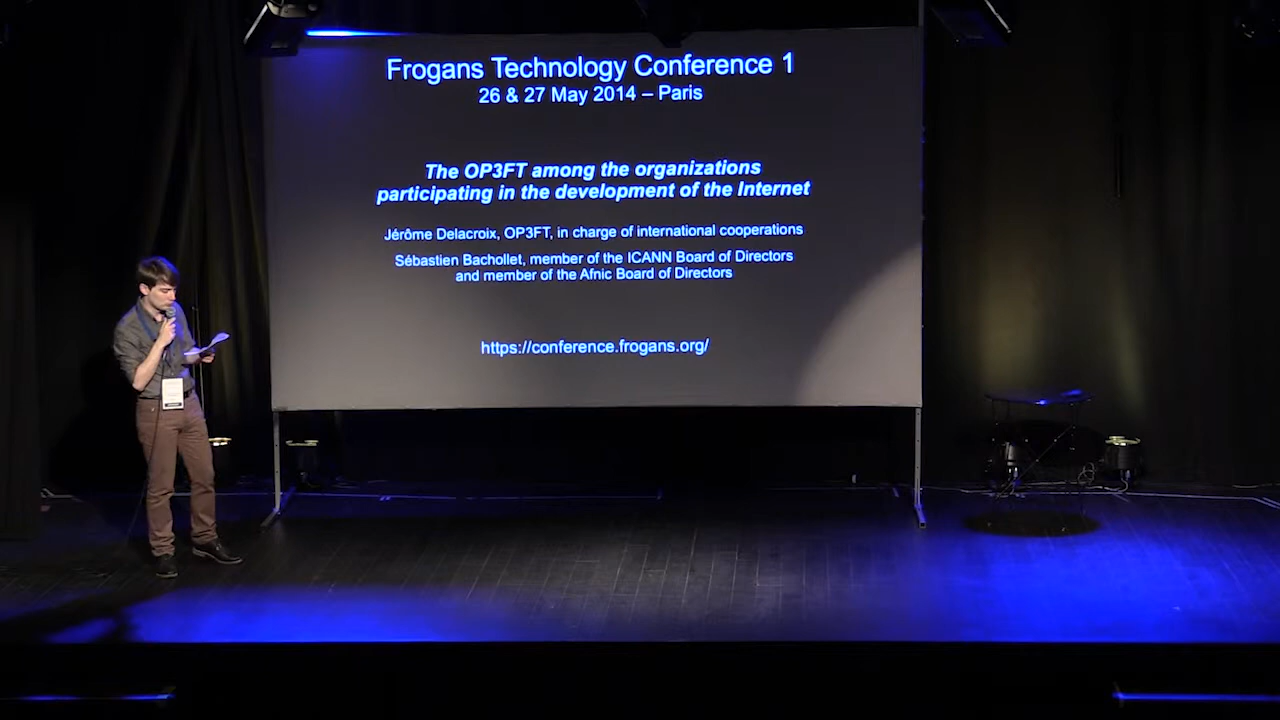 Frogans Technology Conference 1
26 & 27 May 2014 – Paris
The OP3FT among the organizations
participating in the development of the Internet
Jérôme Delacroix, OP3FT, in charge of international cooperations
Sébastien Bachollet, member of the ICANN Board of Directors
and member of the Afnic Board of Directors
https://conference.frogans.org/